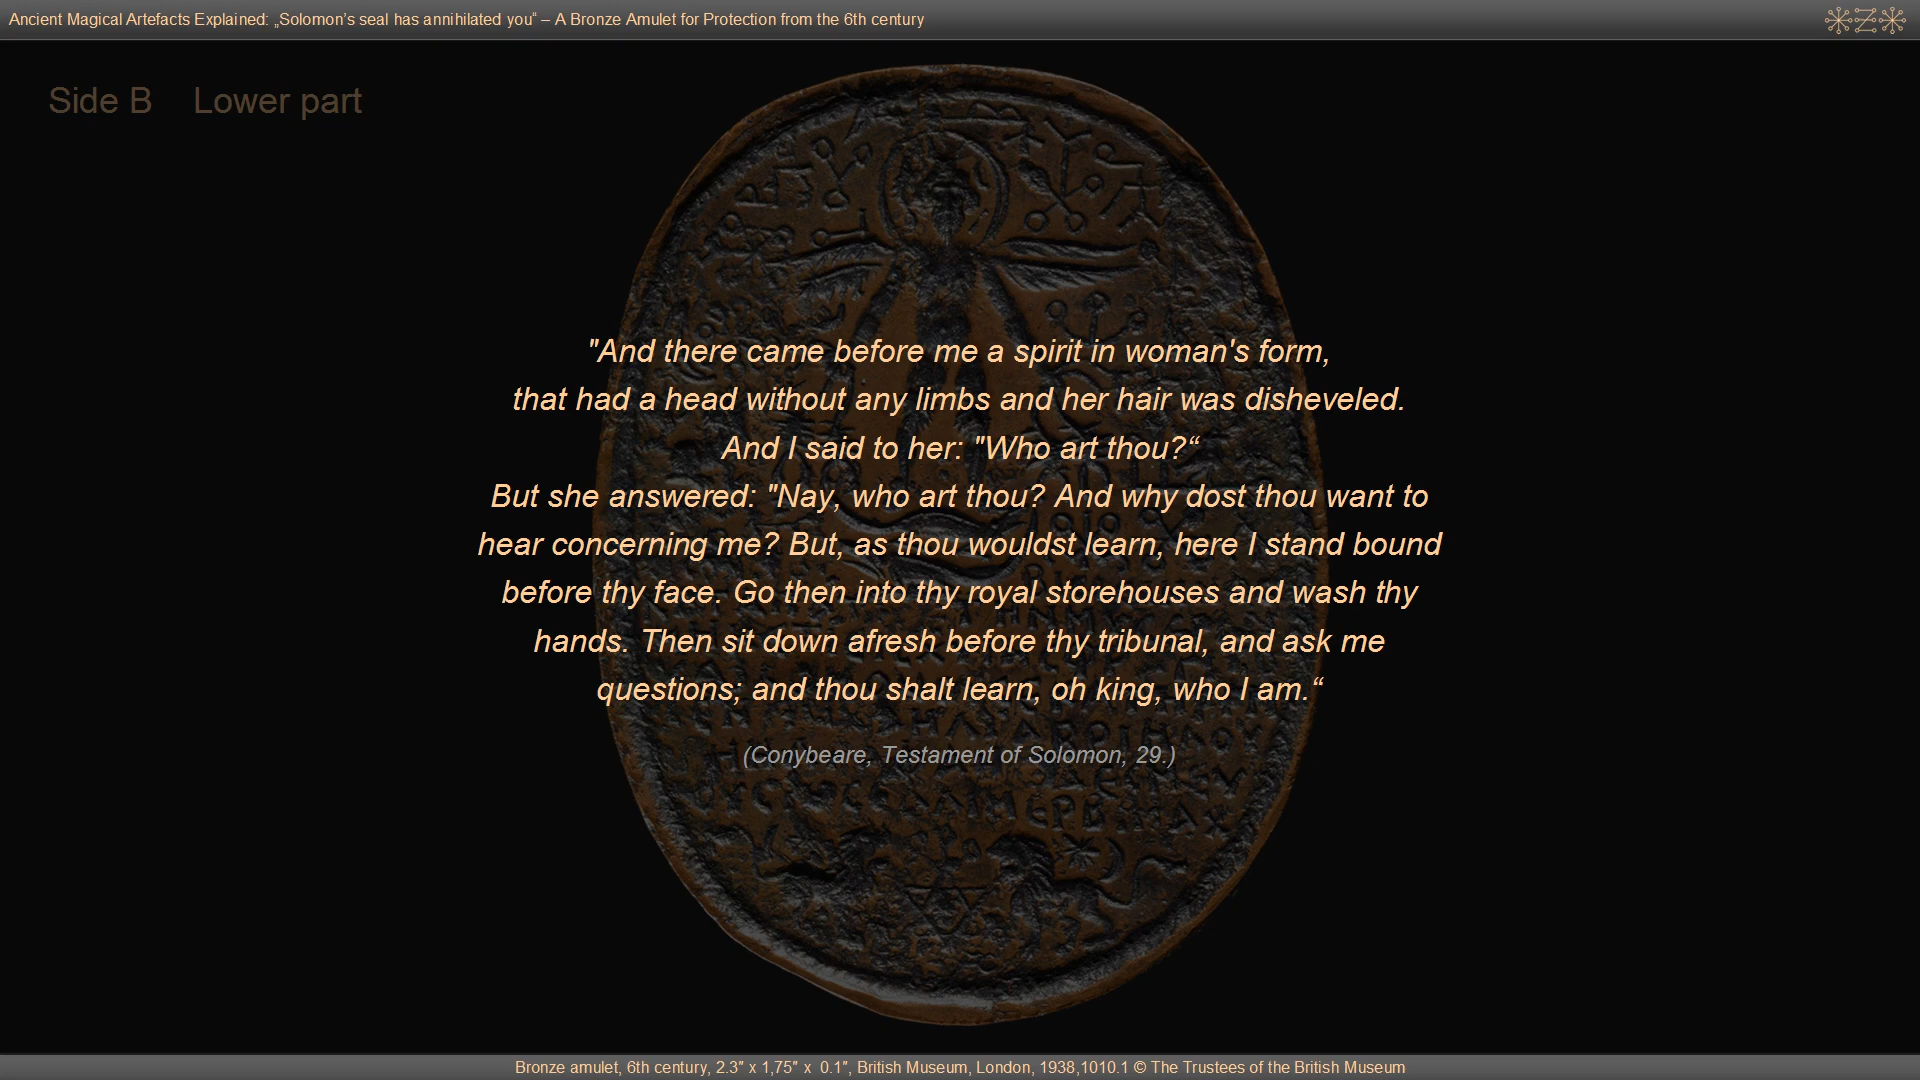 Ancient Magical Artefacts Explained: „Solomon’s seal has annihilated you“ – A Bronze Amulet for Protection from the 6th century
Side B Lower part
"And there came before me a spirit in woman's form,
that had a head without any limbs and her hair was disheveled.
And I said to her: "Who art thou?“
But she answered: "Nay, who art thou? And why dost thou want to
hear concerning me? But, as thou wouldst learn, here I stand bound
before thy face. Go then into thy royal storehouses and wash thy
hands. Then sit down afresh before thy tribunal, and ask me
questions; and thou shalt learn, oh king, who I am.“
(Conybeare, Testament of Solomon, 29.)
Bronze amulet, 6th century, 2.3″ x 1,75″ x 0.1″, British Museum, London, 1938,1010.1 © The Trustees of the British Museum